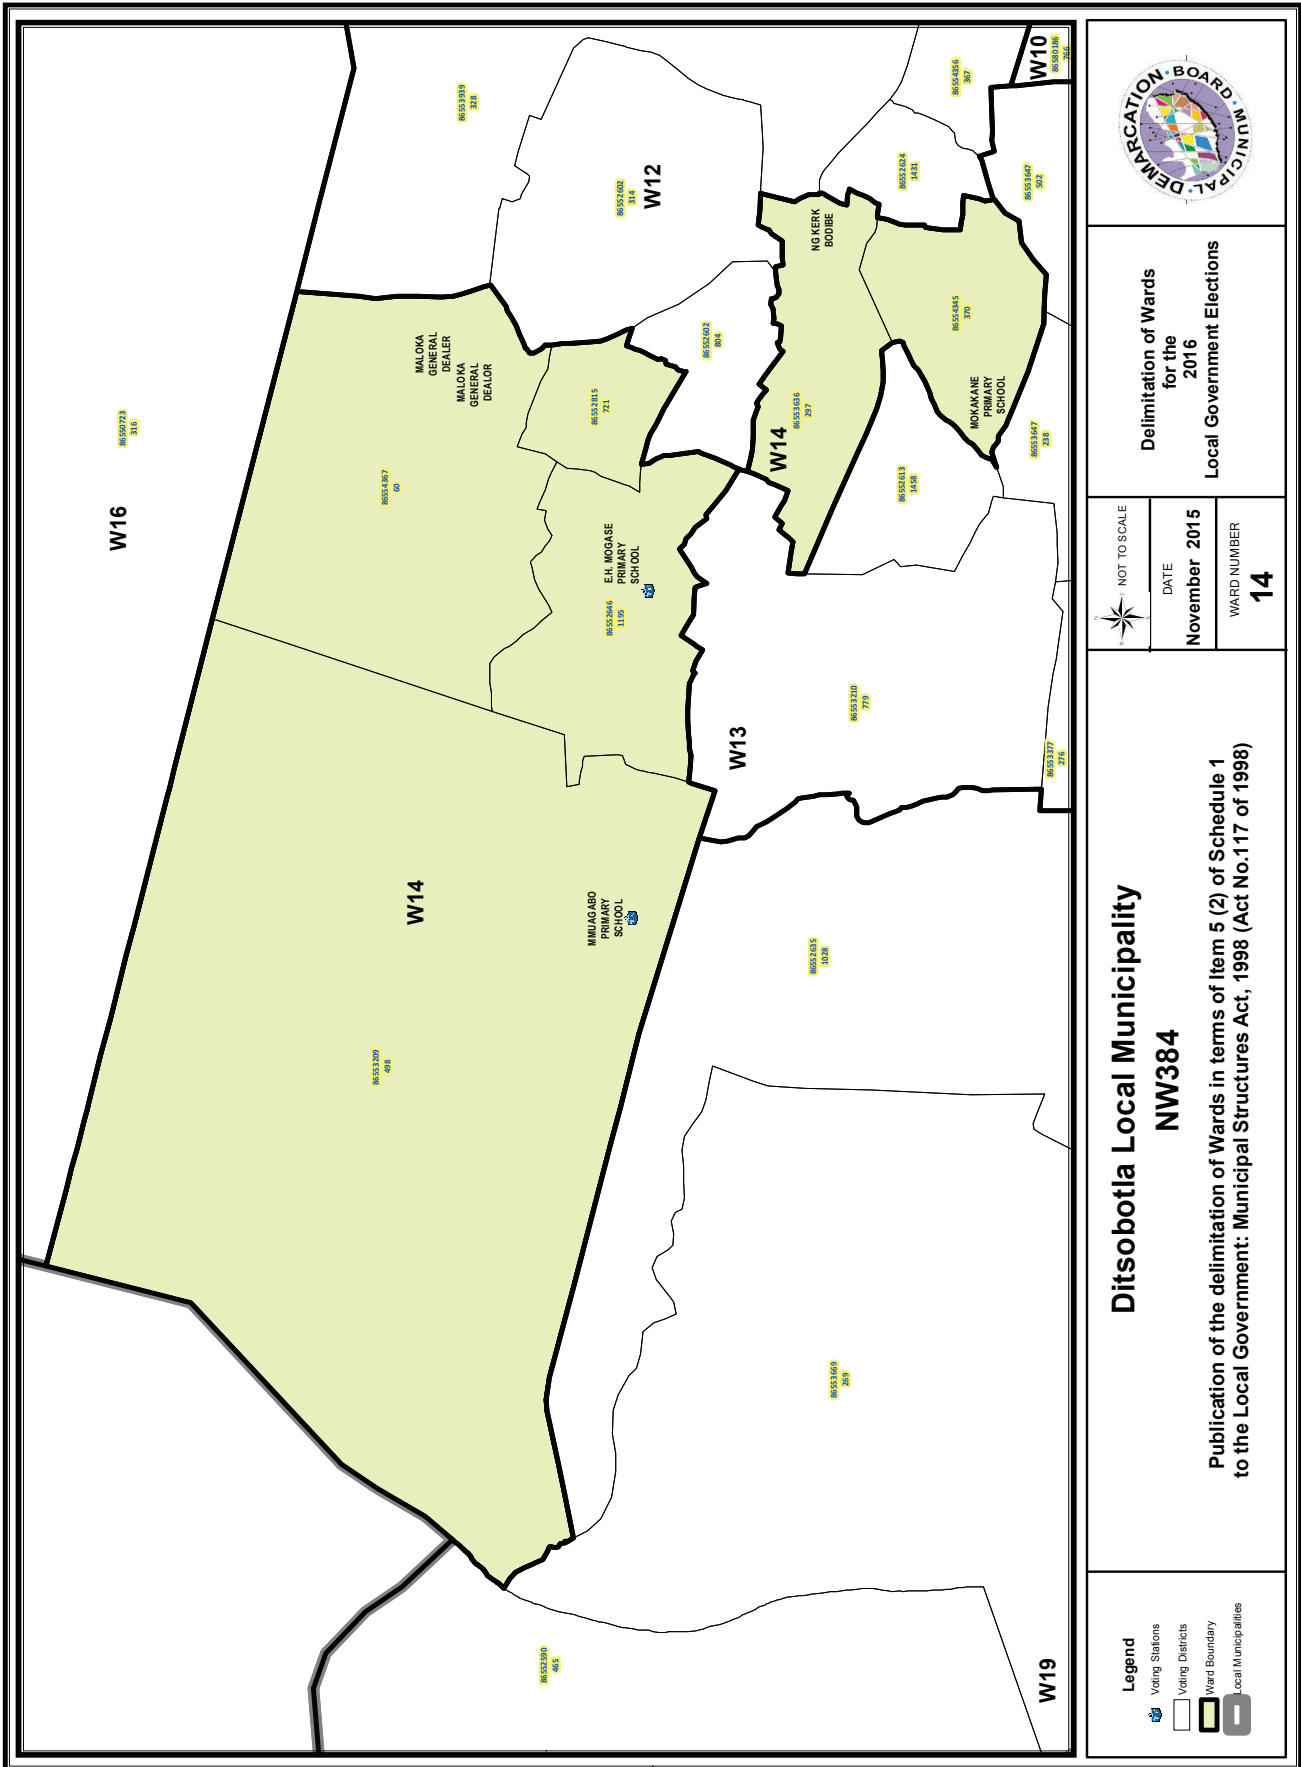 W16
86550723
316
86553939
328
MALOKA
GENERAL
DEALER
MALOKA
GENERAL
DEALOR
86554367
60
W14
86553209
498
86552602
314
W12
86552815
721
86552602
804
E.H. MOGASE
PRIMARY
SCHOOL
86552646
1195
MMUAGABO
PRIMARY
SCHOOL
NG KERK
BODIBE
86553636
297
W14
W13
86553210
779
86552613
1458
86552624
1431
86554356
367
W10
86580186
766
86553647
502
86554345
370
MOKAKANE
PRIMARY
SCHOOL
86553647
238
86553377
276
86552635
1028
86553669
269
86552590
465
W19
Legend
Voting Stations
Voting Districts
Ward Boundary
Local Municipalities
Ditsobotla Local Municipality
NW384
Publication of the delimitation of Wards in terms of Item 5 (2) of Schedule 1
to the Local Government: Municipal Structures Act, 1998 (Act No.117 of 1998)
N
W
E
S
NOT TO SCALE
DATE
November 2015
WARD NUMBER
14
Delimitation of Wards
for the
2016
Local Government Elections
MUNICIPAL • DEMARCATION • BOARD •